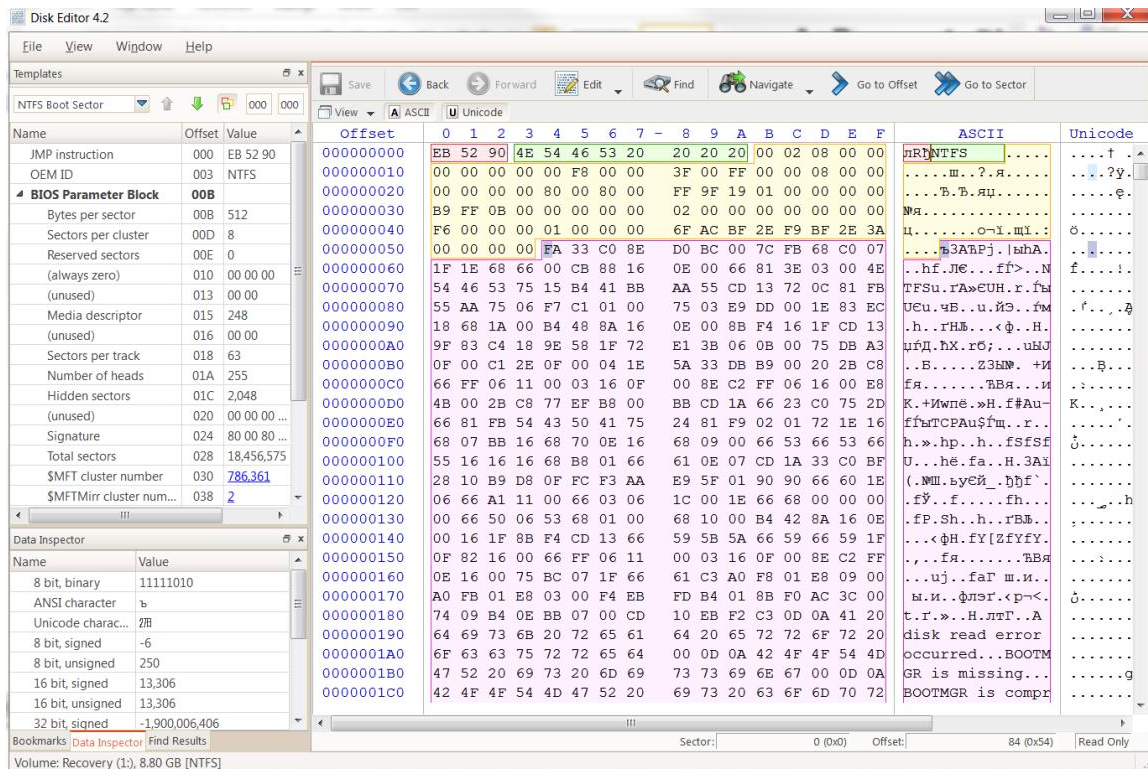 Disk Editor 4.2
File View Window Help
Templates
NTFS Boot Sector 000 000
Name Offset Value
JMP instruction 000 EB 52 90
OEM ID 003 NTFS
BIOS Parameter Block 00B
Bytes per sector 00B 512
Sectors per cluster 00D 8
Reserved sectors 00E 0
(always zero) 010 00 00 00
(unused) 013 00 00
Media descriptor 015 248
(unused) 016 00 00
Sectors per track 018 63
Number of heads 01A 255
Hidden sectors 01C 2,048
(unused) 020 00 00 00 ...
Signature 024 80 00 80 ...
Total sectors 028 18,456,575
$MFT cluster number 030 786,361
$MFTMirr cluster num... 038 2
Data Inspector
Name Value
8 bit, binary 11111010
ANSI character ъ
Unicode charac...
8 bit, signed -6
8 bit, unsigned 250
16 bit, signed 13,306
16 bit, unsigned 13,306
32 bit, signed -1,900,006,406
Bookmarks Data Inspector Find Results
Save Back Forward Edit Find Navigate Go to Offset Go to Sector
View A ASCII U Unicode
Offset 0 1 2 3 4 5 6 7 - 8 9 A B C D E F ASCII Unicode
000000000 EB 52 90 4E 54 46 53 20 20 20 20 00 02 08 00 00 лRђNTFS .....
000000010 00 00 00 00 00 F8 00 00 3F 00 FF 00 00 08 00 00 .....ш..?.я.....
000000020 00 00 00 00 80 00 80 00 FF 9F 19 01 00 00 00 00
000000030 B9 FF 0B 00 00 00 00 00 02 00 00 00 00 00 00 00 №я..............
000000040 F6 00 00 00 01 00 00 00 6F AC BF 2E F9 BF 2E 3A ц.......о¬ї.щї.:
000000050 00 00 00 00 FA 33 C0 8E D0 BC 00 7C FB 68 C0 07
000000060 1F 1E 68 66 00 CB 88 16 0E 00 66 81 3E 03 00 4E
000000070 54 46 53 75 15 B4 41 BB AA 55 CD 13 72 0C 81 FB
000000080 55 AA 75 06 F7 C1 01 00 75 03 E9 DD 00 1E 83 EC
000000090 18 68 1A 00 B4 48 8A 16 0E 00 8B F4 16 1F CD 13
0000000A0 9F 83 C4 18 9E 58 1F 72 E1 3B 06 0B 00 75 DB A3
0000000B0 0F 00 C1 2E 0F 00 04 1E 5A 33 DB B9 00 20 2B C8
0000000C0 66 FF 06 11 00 03 16 0F 00 8E C2 FF 06 16 00 E8
0000000D0 4B 00 2B C8 77 EF B8 00 BB CD 1A 66 23 C0 75 2D
0000000E0 66 81 FB 54 43 50 41 75 24 81 F9 02 01 72 1E 16
0000000F0 68 07 BB 16 68 70 0E 16 68 09 00 66 53 66 53 66 h.».hp..h..fSfSf
000000100 55 16 16 16 68 B8 01 66 61 0E 07 CD 1A 33 C0 BF U...hё.fa..Н.3Аї
000000110 28 10 B9 D8 0F FC F3 AA E9 5F 01 90 90 66 60 1E
000000120 06 66 A1 11 00 66 03 06 1C 00 1E 66 68 00 00 00 .fЎ..f.....fh...
000000130 00 66 50 06 53 68 01 00 68 10 00 B4 42 8A 16 0E
000000140 00 16 1F 8B F4 CD 13 66 59 5B 5A 66 59 66 59 1F ...<фН.fY[ZfYfY.
000000150 0F 82 16 00 66 FF 06 11 00 03 16 0F 00 8E C2 FF
000000160 0E 16 00 75 BC 07 1F 66 61 C3 A0 F8 01 E8 09 00
000000170 A0 FB 01 E8 03 00 F4 EB FD B4 01 8B F0 AC 3C 00
000000180 74 09 B4 0E BB 07 00 CD 10 EB F2 C3 0D 0A 41 20 t.ґ.»..Н.лтГ..A
000000190 64 69 73 6B 20 72 65 61 64 20 65 72 72 6F 72 20 disk read error
0000001A0 6F 63 63 75 72 72 65 64 00 0D 0A 42 4F 4F 54 4D occurred...BOOTM
0000001B0 47 52 20 69 73 20 6D 69 73 73 69 6E 67 00 0D 0A GR is missing...
0000001C0 42 4F 4F 54 4D 47 52 20 69 73 20 63 6F 6D 70 72 BOOTMGR is compr
Sector: 0 (0x0) Offset: 84 (0x54) Read Only
Volume: Recovery (1:), 8.80 GB [NTFS]